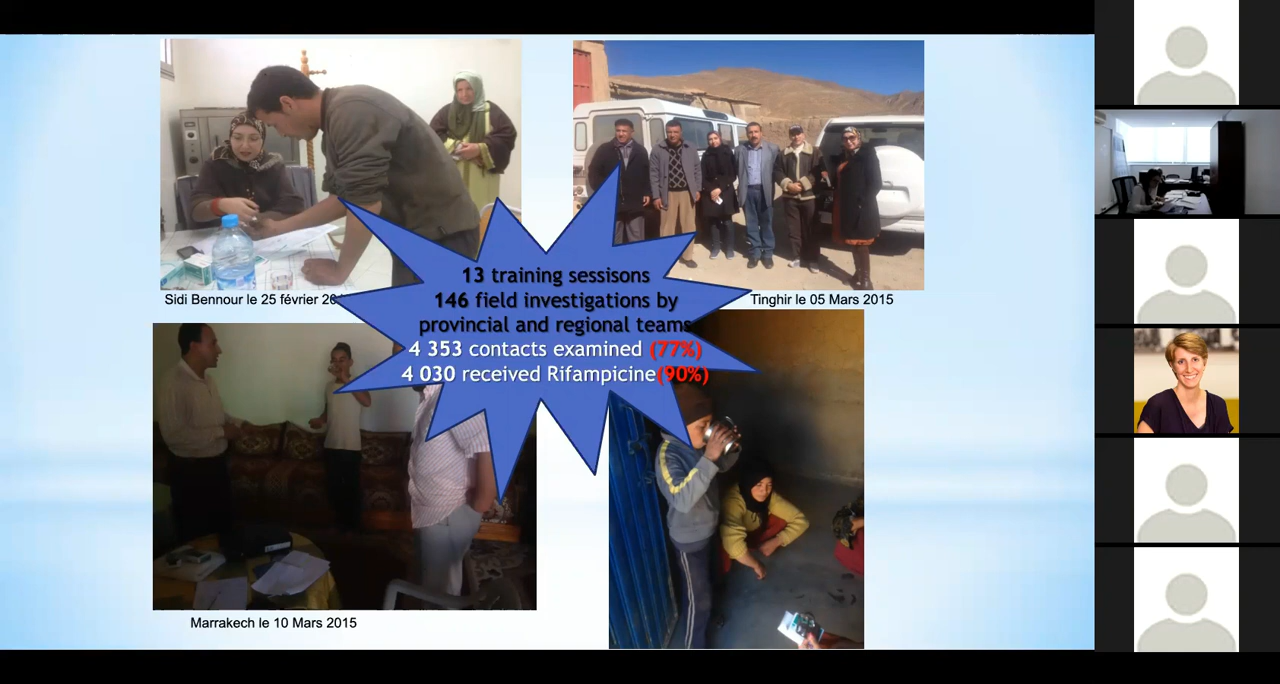 Sidi Bennour le 25 février
Tinghir le 05 Mars 2015
13 training sessisons
146 field investigations by
provincial and regional teams
4 353 contacts examined (77%)
4 030 received Rifampicine(90%)
Marrakech le 10 Mars 2015